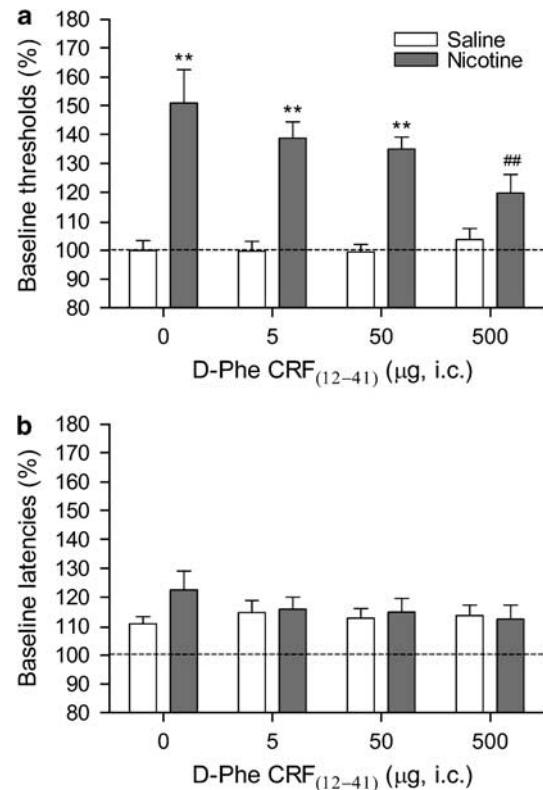 a
Baseline thresholds (%)
180
170
160
150
140
130
120
110
100
90
80
**
**
**
##
Saline
Nicotine
0 5 50 500
D-Phe CRF(12–41) (μg, i.c.)
b
Baseline latencies (%)
180
170
160
150
140
130
120
110
100
90
80
0 5 50 500
D-Phe CRF(12–41) (μg, i.c.)